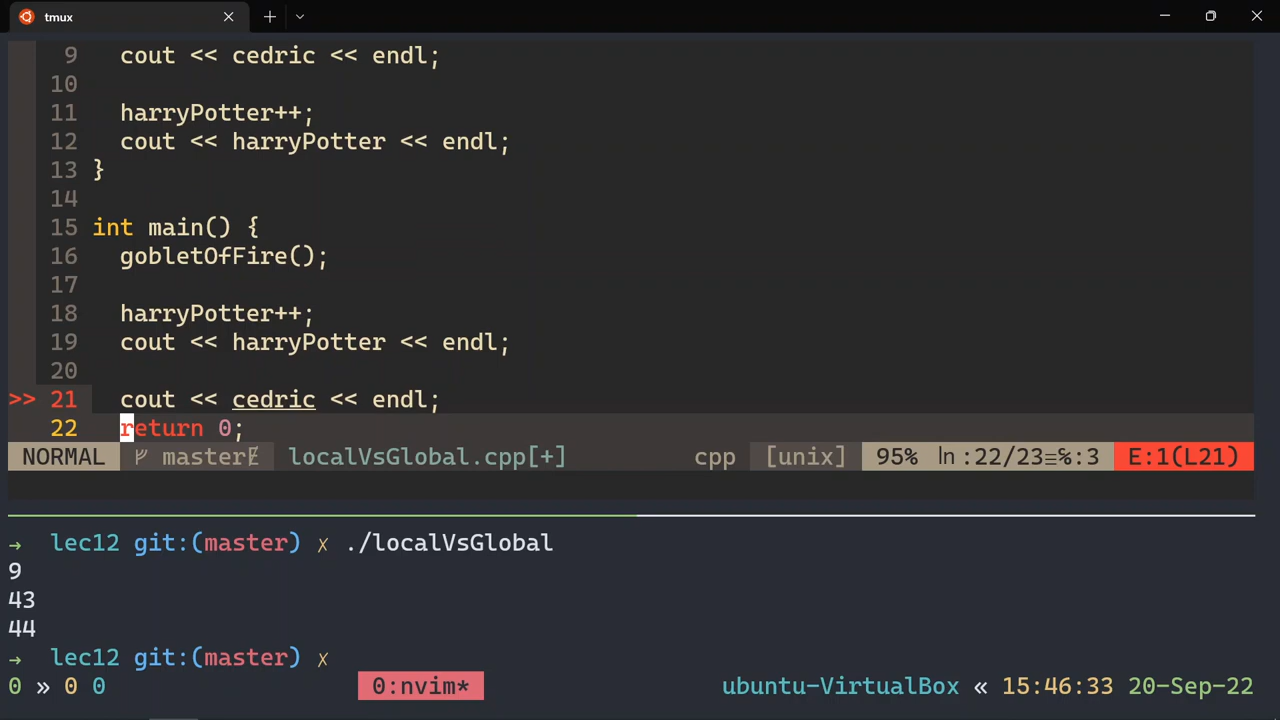 tmux
9 cout << cedric << endl;
10
11 harryPotter++;
12 cout << harryPotter << endl;
13 }
14
15 int main() {
16 gobletOfFire();
17
18 harryPotter++;
19 cout << harryPotter << endl;
20
>> 21 cout << cedric << endl;
22 return 0;
NORMAL master localVsGlobal.cpp[+] cpp [unix] 95% ln :22/23≡℅:3 E:1(L21)
→ lec12 git:(master) ✗ ./localVsGlobal
9
43
44
→ lec12 git:(master) ✗
0 » 0 0 0:nvim* ubuntu-VirtualBox « 15:46:33 20-Sep-22